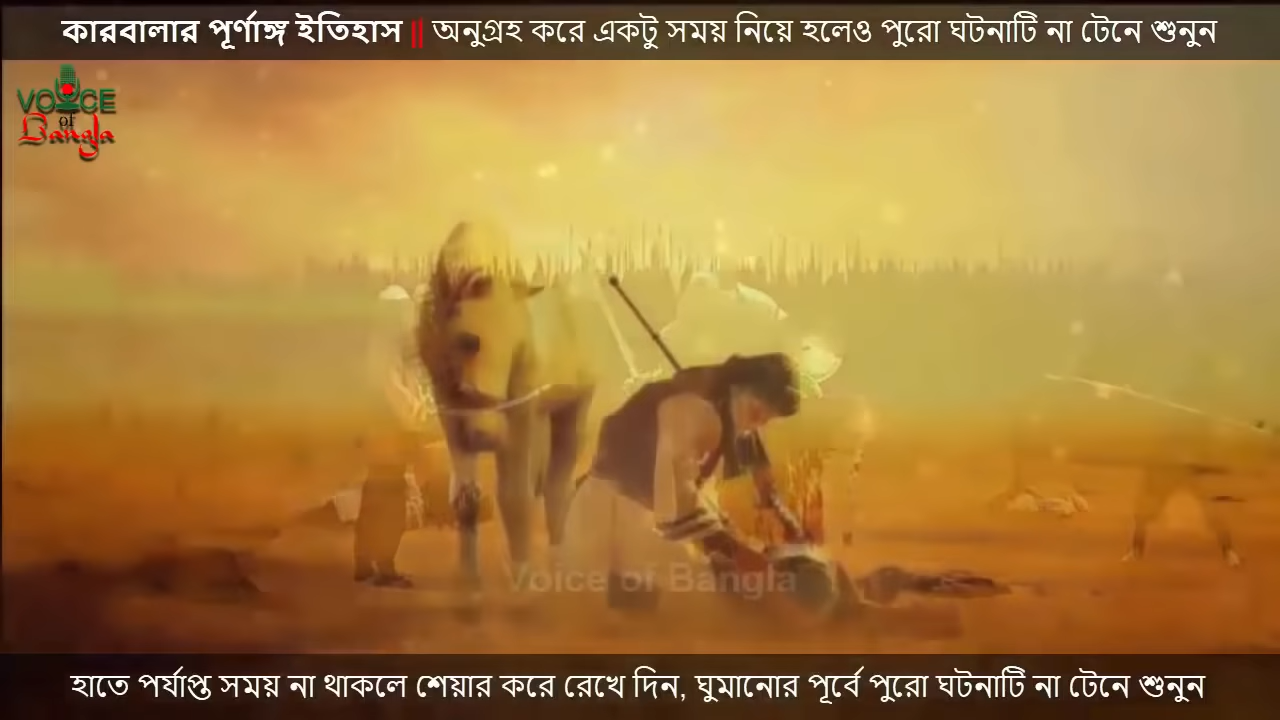 কারবালার পূর্ণাঙ্গ ইতিহাস || অনুগ্রহ করে একটু সময় নিয়ে হলেও পুরো ঘটনাটি না টেনে শুনুন
VOICE
of
Bangla
Voice of Bangla
হাতে পর্যাপ্ত সময় না থাকলে শেয়ার করে রেখে দিন, ঘুমানোর পূর্বে পুরো ঘটনাটি না টেনে শুনুন